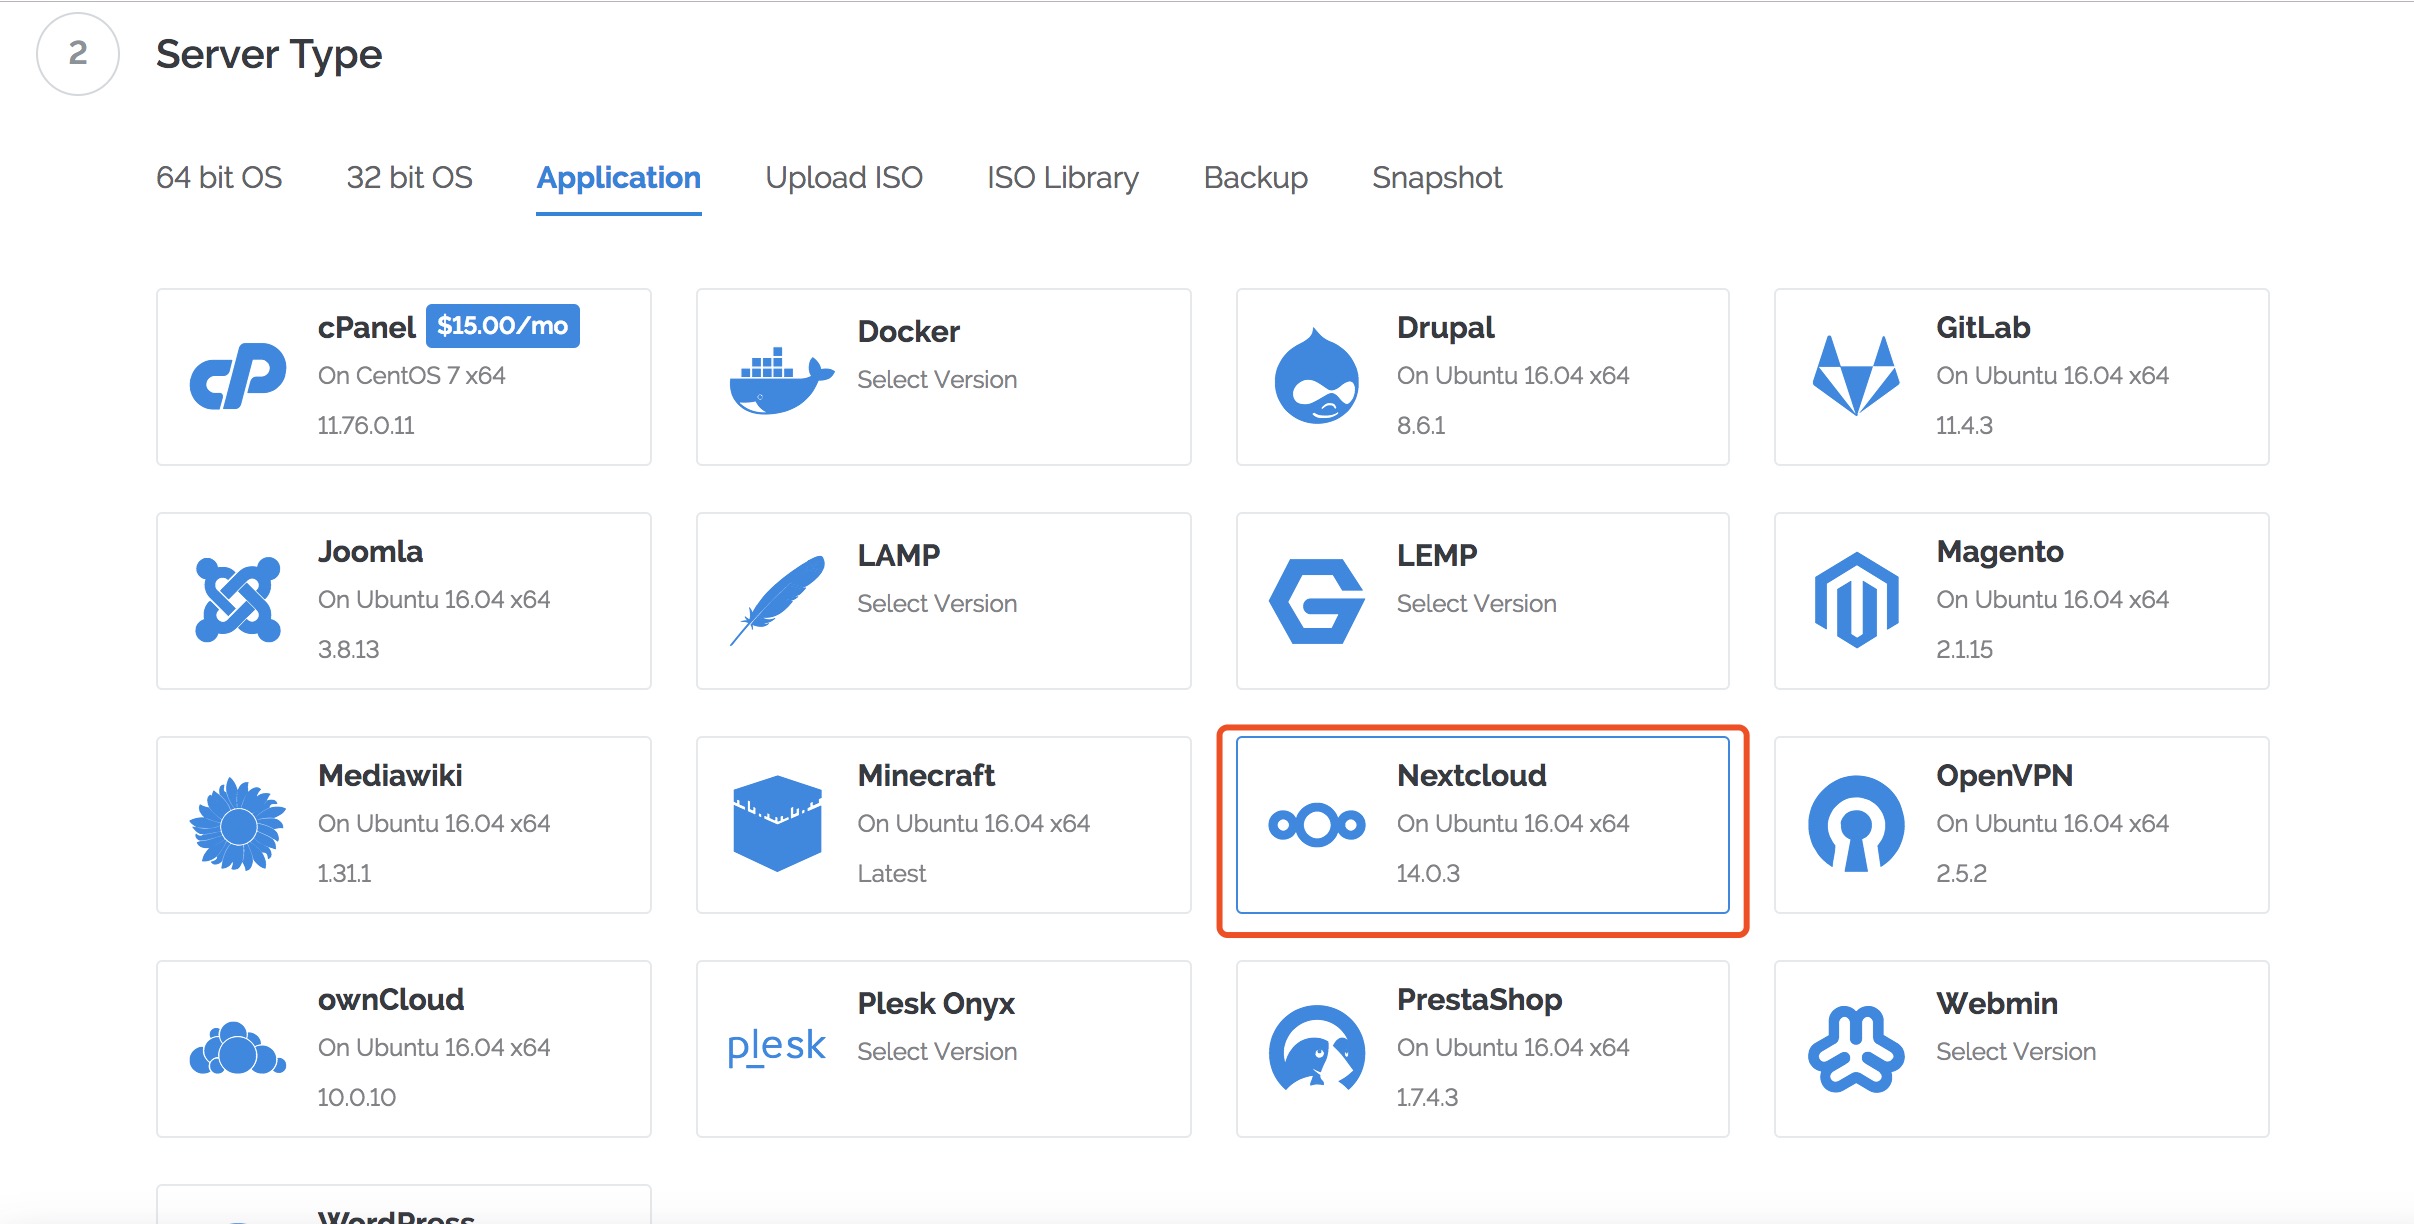 2
Server Type
64 bit OS
32 bit OS
Application
Upload ISO
ISO Library
Backup
Snapshot
cPanel $15.00/mo
On CentOS 7 x64
11.76.0.11
Docker
Select Version
Drupal
On Ubuntu 16.04 x64
8.6.1
GitLab
On Ubuntu 16.04 x64
11.4.3
Joomla
On Ubuntu 16.04 x64
3.8.13
LAMP
Select Version
LEMP
Select Version
Magento
On Ubuntu 16.04 x64
2.1.15
Mediawiki
On Ubuntu 16.04 x64
1.31.1
Minecraft
On Ubuntu 16.04 x64
Latest
Nextcloud
On Ubuntu 16.04 x64
14.0.3
OpenVPN
On Ubuntu 16.04 x64
2.5.2
ownCloud
On Ubuntu 16.04 x64
10.0.10
plesk
Plesk Onyx
Select Version
PrestaShop
On Ubuntu 16.04 x64
1.7.4.3
Webmin
Select Version
WordPress